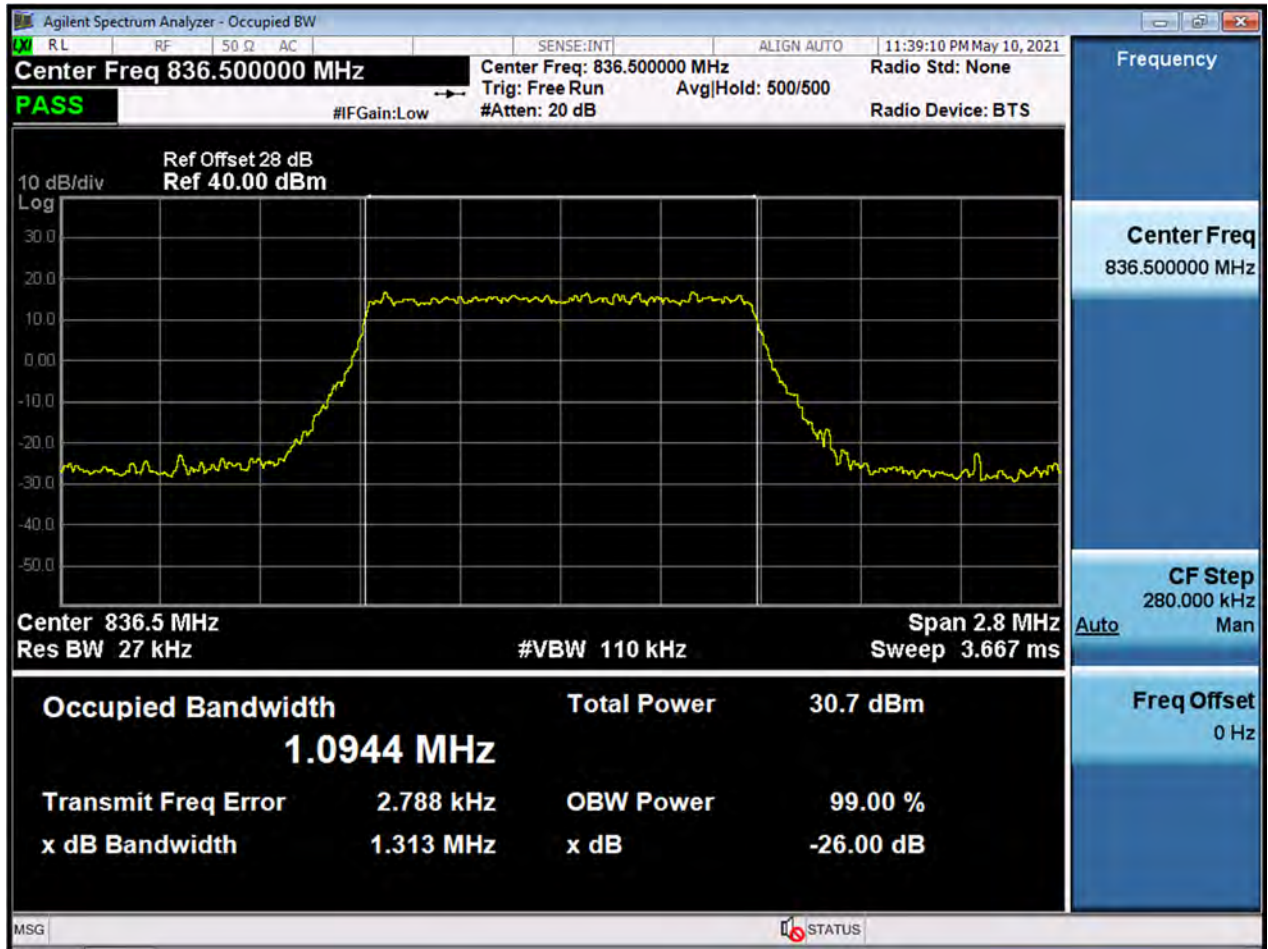 Agilent Spectrum Analyzer - Occupied BW
LXI RL RF 50 Ω AC SENSE:INT ALIGN AUTO 11:39:10 PM May 10, 2021
Center Freq 836.500000 MHz
Center Freq: 836.500000 MHz
Radio Std: None
Trig: Free Run Avg|Hold: 500/500
PASS
#IFGain:Low
#Atten: 20 dB
Radio Device: BTS
Ref Offset 28 dB
10 dB/div Ref 40.00 dBm
Log
30.0
20.0
10.0
0.00
-10.0
-20.0
-30.0
-40.0
-50.0
Center 836.5 MHz Span 2.8 MHz
Res BW 27 kHz #VBW 110 kHz Sweep 3.667 ms
Occupied Bandwidth Total Power 30.7 dBm
1.0944 MHz
Transmit Freq Error 2.788 kHz OBW Power 99.00 %
x dB Bandwidth 1.313 MHz x dB -26.00 dB
MSG STATUS
Frequency
Center Freq
836.500000 MHz
CF Step
280.000 kHz
Auto Man
Freq Offset
0 Hz